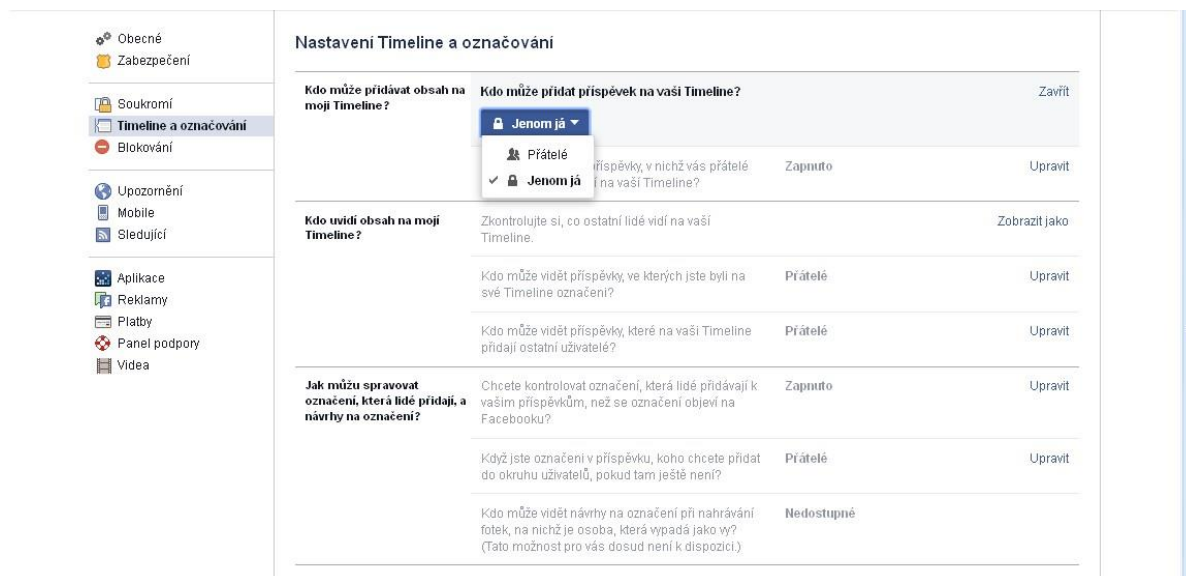 Obecné
Zabezpečení
Soukromí
Timeline a označování
Blokování
Upozornění
Mobile
Sledující
Aplikace
Reklamy
Platby
Panel podpory
Videa
Nastavení Timeline a označování
Kdo může přidávat obsah na
moji Timeline?
Kdo může přidat příspěvek na vaši Timeline?
Zavřít
Jenom já
Přátelé
Jenom já
příspěvky, v nichž vás přátelé
í na vaší Timeline?
Zapnuto
Upravit
Kdo uvidí obsah na mojí
Timeline?
Zkontrolujte si, co ostatní lidé vidí na vaší
Timeline.
Zobrazit jako
Kdo může vidět příspěvky, ve kterých jste byli na
své Timeline označeni?
Přátelé
Upravit
Kdo může vidět příspěvky, které na vaši Timeline
přidají ostatní uživatelé?
Přátelé
Upravit
Jak můžu spravovat
označení, která lidé přidají, a
návrhy na označení?
Chcete kontrolovat označení, která lidé přidávají k
vašim příspěvkům, než se označení objeví na
Facebooku?
Zapnuto
Upravit
Když jste označeni v příspěvku, koho chcete přidat
do okruhu uživatelů, pokud tam ještě není?
Přátelé
Upravit
Kdo může vidět návrhy na označení při nahrávání
fotek, na nichž je osoba, která vypadá jako vy?
(Tato možnost pro vás dosud není k dispozici.)
Nedostupné